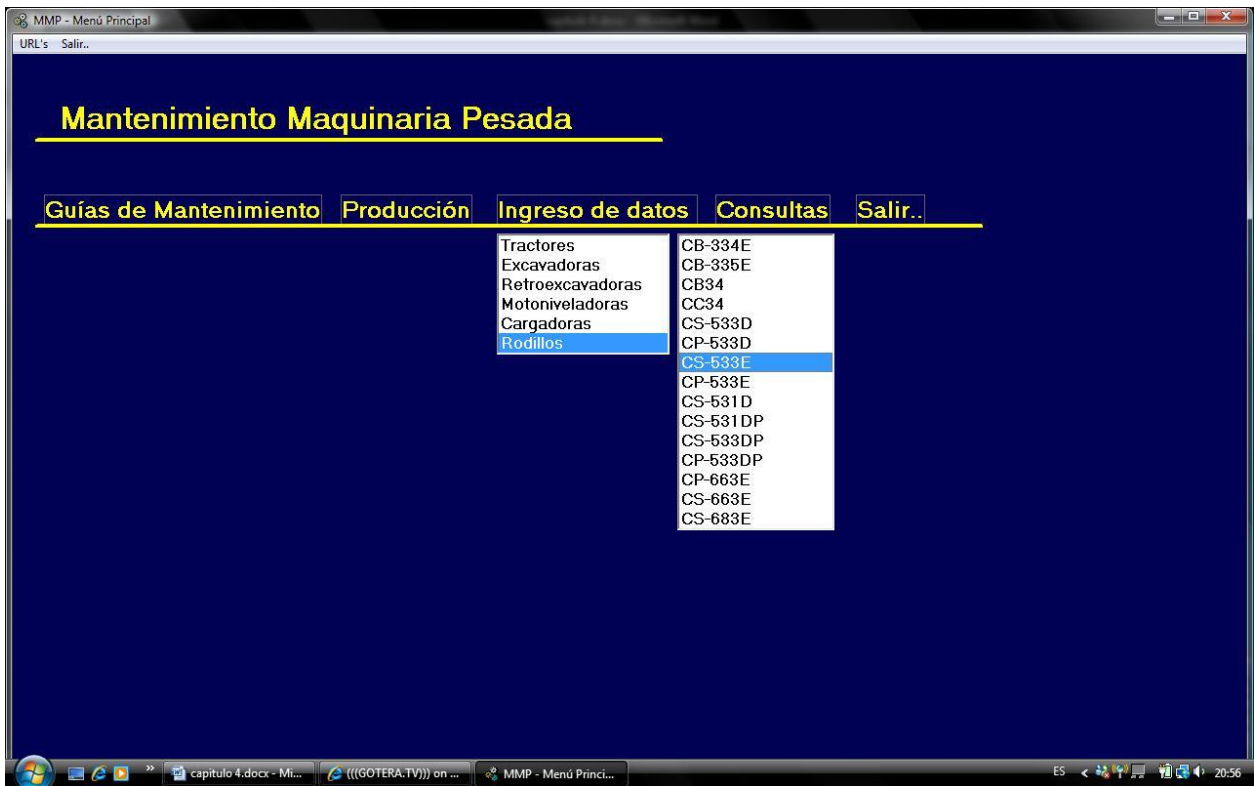 MMP - Menú Principal
URL's Salir..
Mantenimiento Maquinaria Pesada
Guías de Mantenimiento Producción Ingreso de datos Consultas Salir..
Tractores
Excavadoras
Retroexcavadoras
Motoniveladoras
Cargadoras
Rodillos
CB-334E
CB-335E
CB34
CC34
CS-533D
CP-533D
CS-533E
CP-533E
CS-531D
CS-531DP
CS-533DP
CP-533DP
CP-663E
CS-663E
CS-683E
» capitulo 4.docx - Mi... (((GOTERA.TV))) on ... MMP - Menú Princi... ES < 20:56